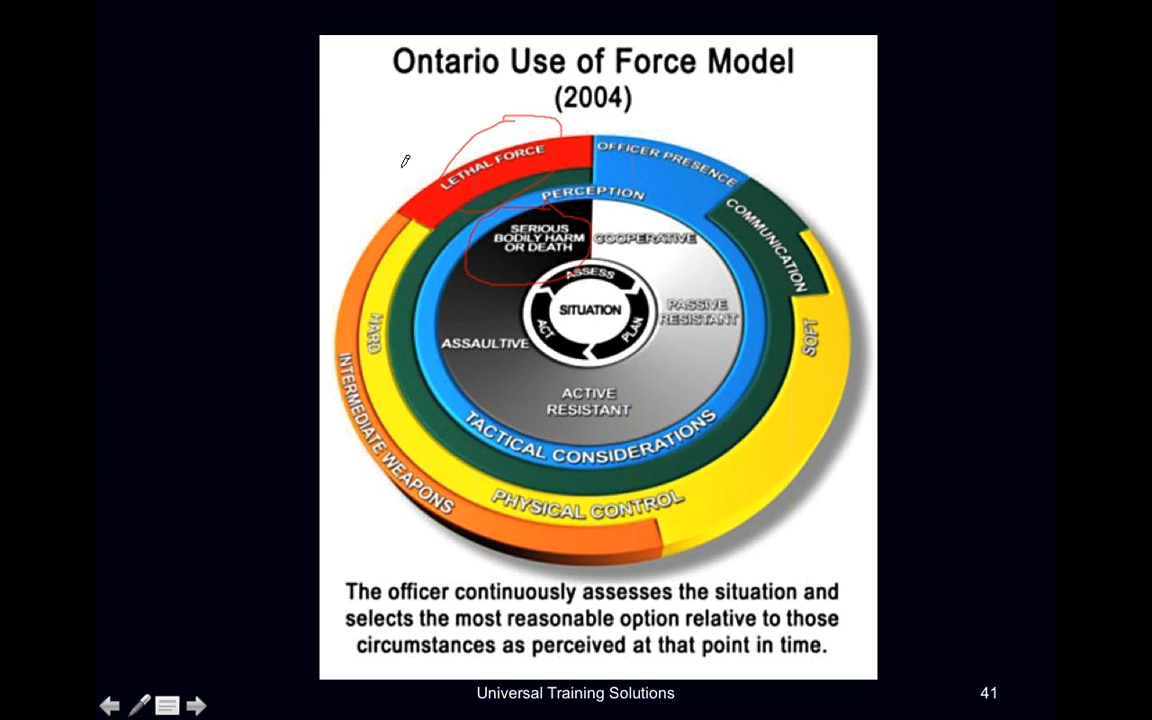 Ontario Use of Force Model
(2004)
LETHAL FORCE
OFFICER PRESENCE
COMMUNICATION
PERCEPTION
SERIOUS
BODILY HARM
OR DEATH
COOPERATIVE
ASSESS
SITUATION
PLAN
ACT
PASSIVE
RESISTANT
SOFT
HARD
ASSAULTIVE
ACTIVE
RESISTANT
TACTICAL CONSIDERATIONS
INTERMEDIATE WEAPONS
PHYSICAL CONTROL
The officer continuously assesses the situation and
selects the most reasonable option relative to those
circumstances as perceived at that point in time.
Universal Training Solutions
41